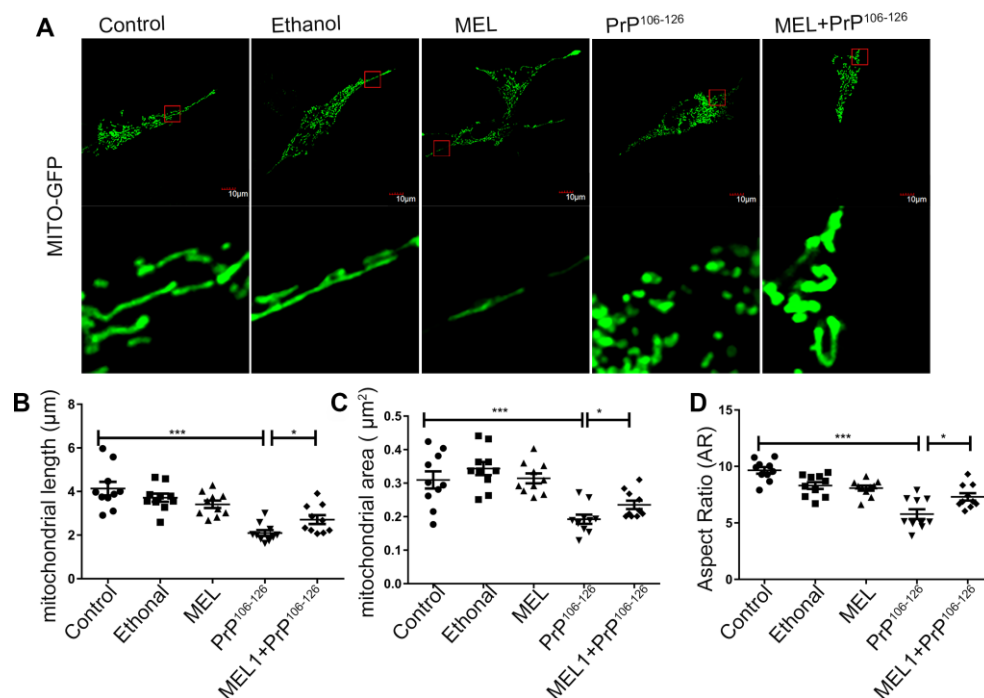 A
Control
Ethanol
MEL
PrP¹⁰⁶⁻¹²⁶
MEL+PrP¹⁰⁶⁻¹²⁶
MITO-GFP
10μm
10μm
10μm
10μm
10μm
B
mitochondrial length (μm)
8
6
4
2
0
***
*
Control
Ethonal
MEL
PrP¹⁰⁶⁻¹²⁶
MEL1+PrP¹⁰⁶⁻¹²⁶
C
mitochondrial area ( μm²)
0.5
0.4
0.3
0.2
0.1
0.0
***
*
Control
Ethonal
MEL
PrP¹⁰⁶⁻¹²⁶
MEL1+PrP¹⁰⁶⁻¹²⁶
D
Aspect Ratio (AR)
15
10
5
0
***
*
Control
Ethonal
MEL
PrP¹⁰⁶⁻¹²⁶
MEL1+PrP¹⁰⁶⁻¹²⁶